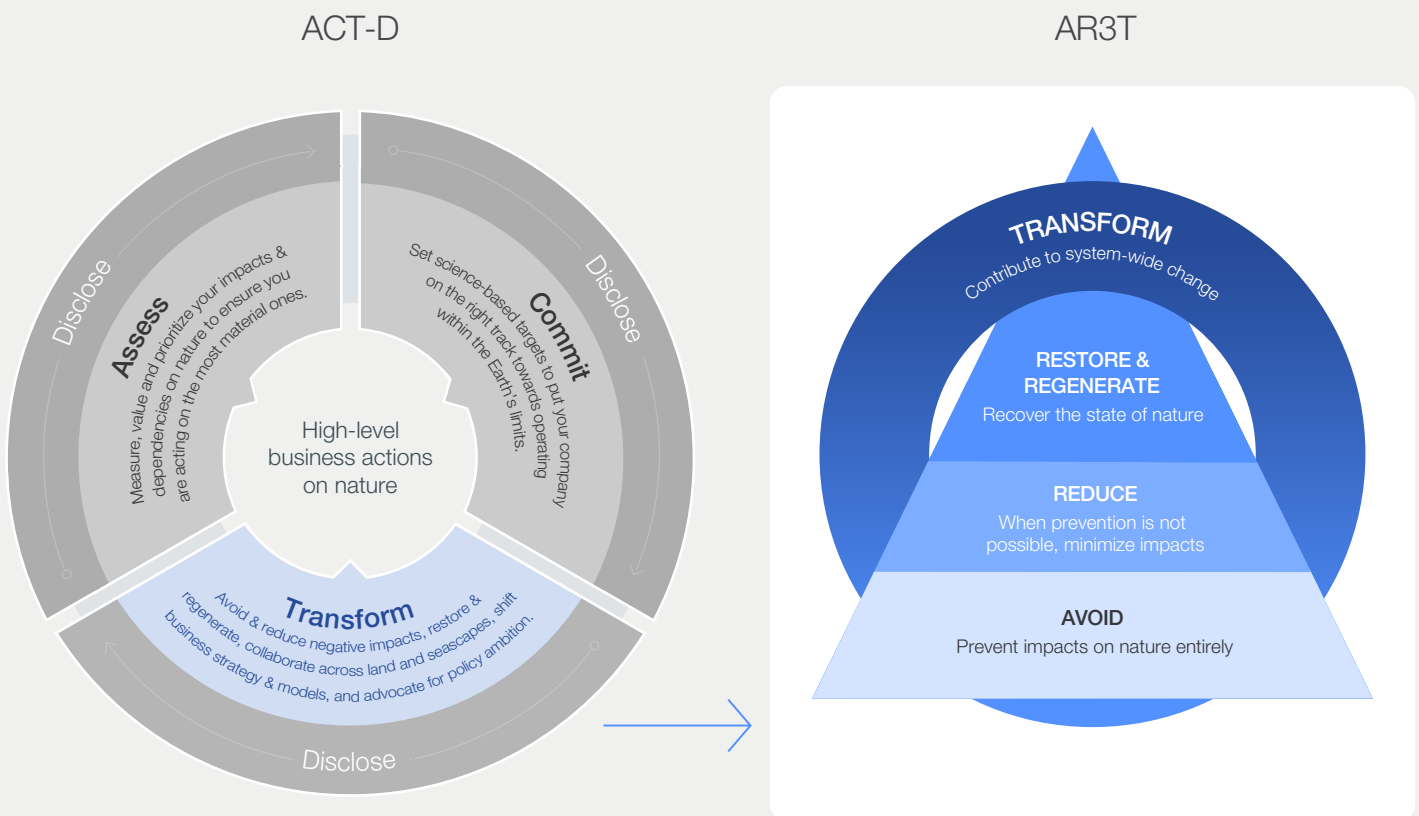 ACT-D
Disclose
Assess
Measure, value and prioritize your impacts &
dependencies on nature to ensure you
are acting on the most material ones.
Disclose
Commit
Set science-based targets to put your company
on the right track towards operating
within the Earth's limits.
High-level
business actions
on nature
Transform
Avoid & reduce negative impacts, restore &
regenerate, collaborate across land and seascapes, shift
business strategy & models, and advocate for policy ambition.
Disclose
AR3T
TRANSFORM
Contribute to system-wide change
RESTORE &
REGENERATE
Recover the state of nature
REDUCE
When prevention is not
possible, minimize impacts
AVOID
Prevent impacts on nature entirely